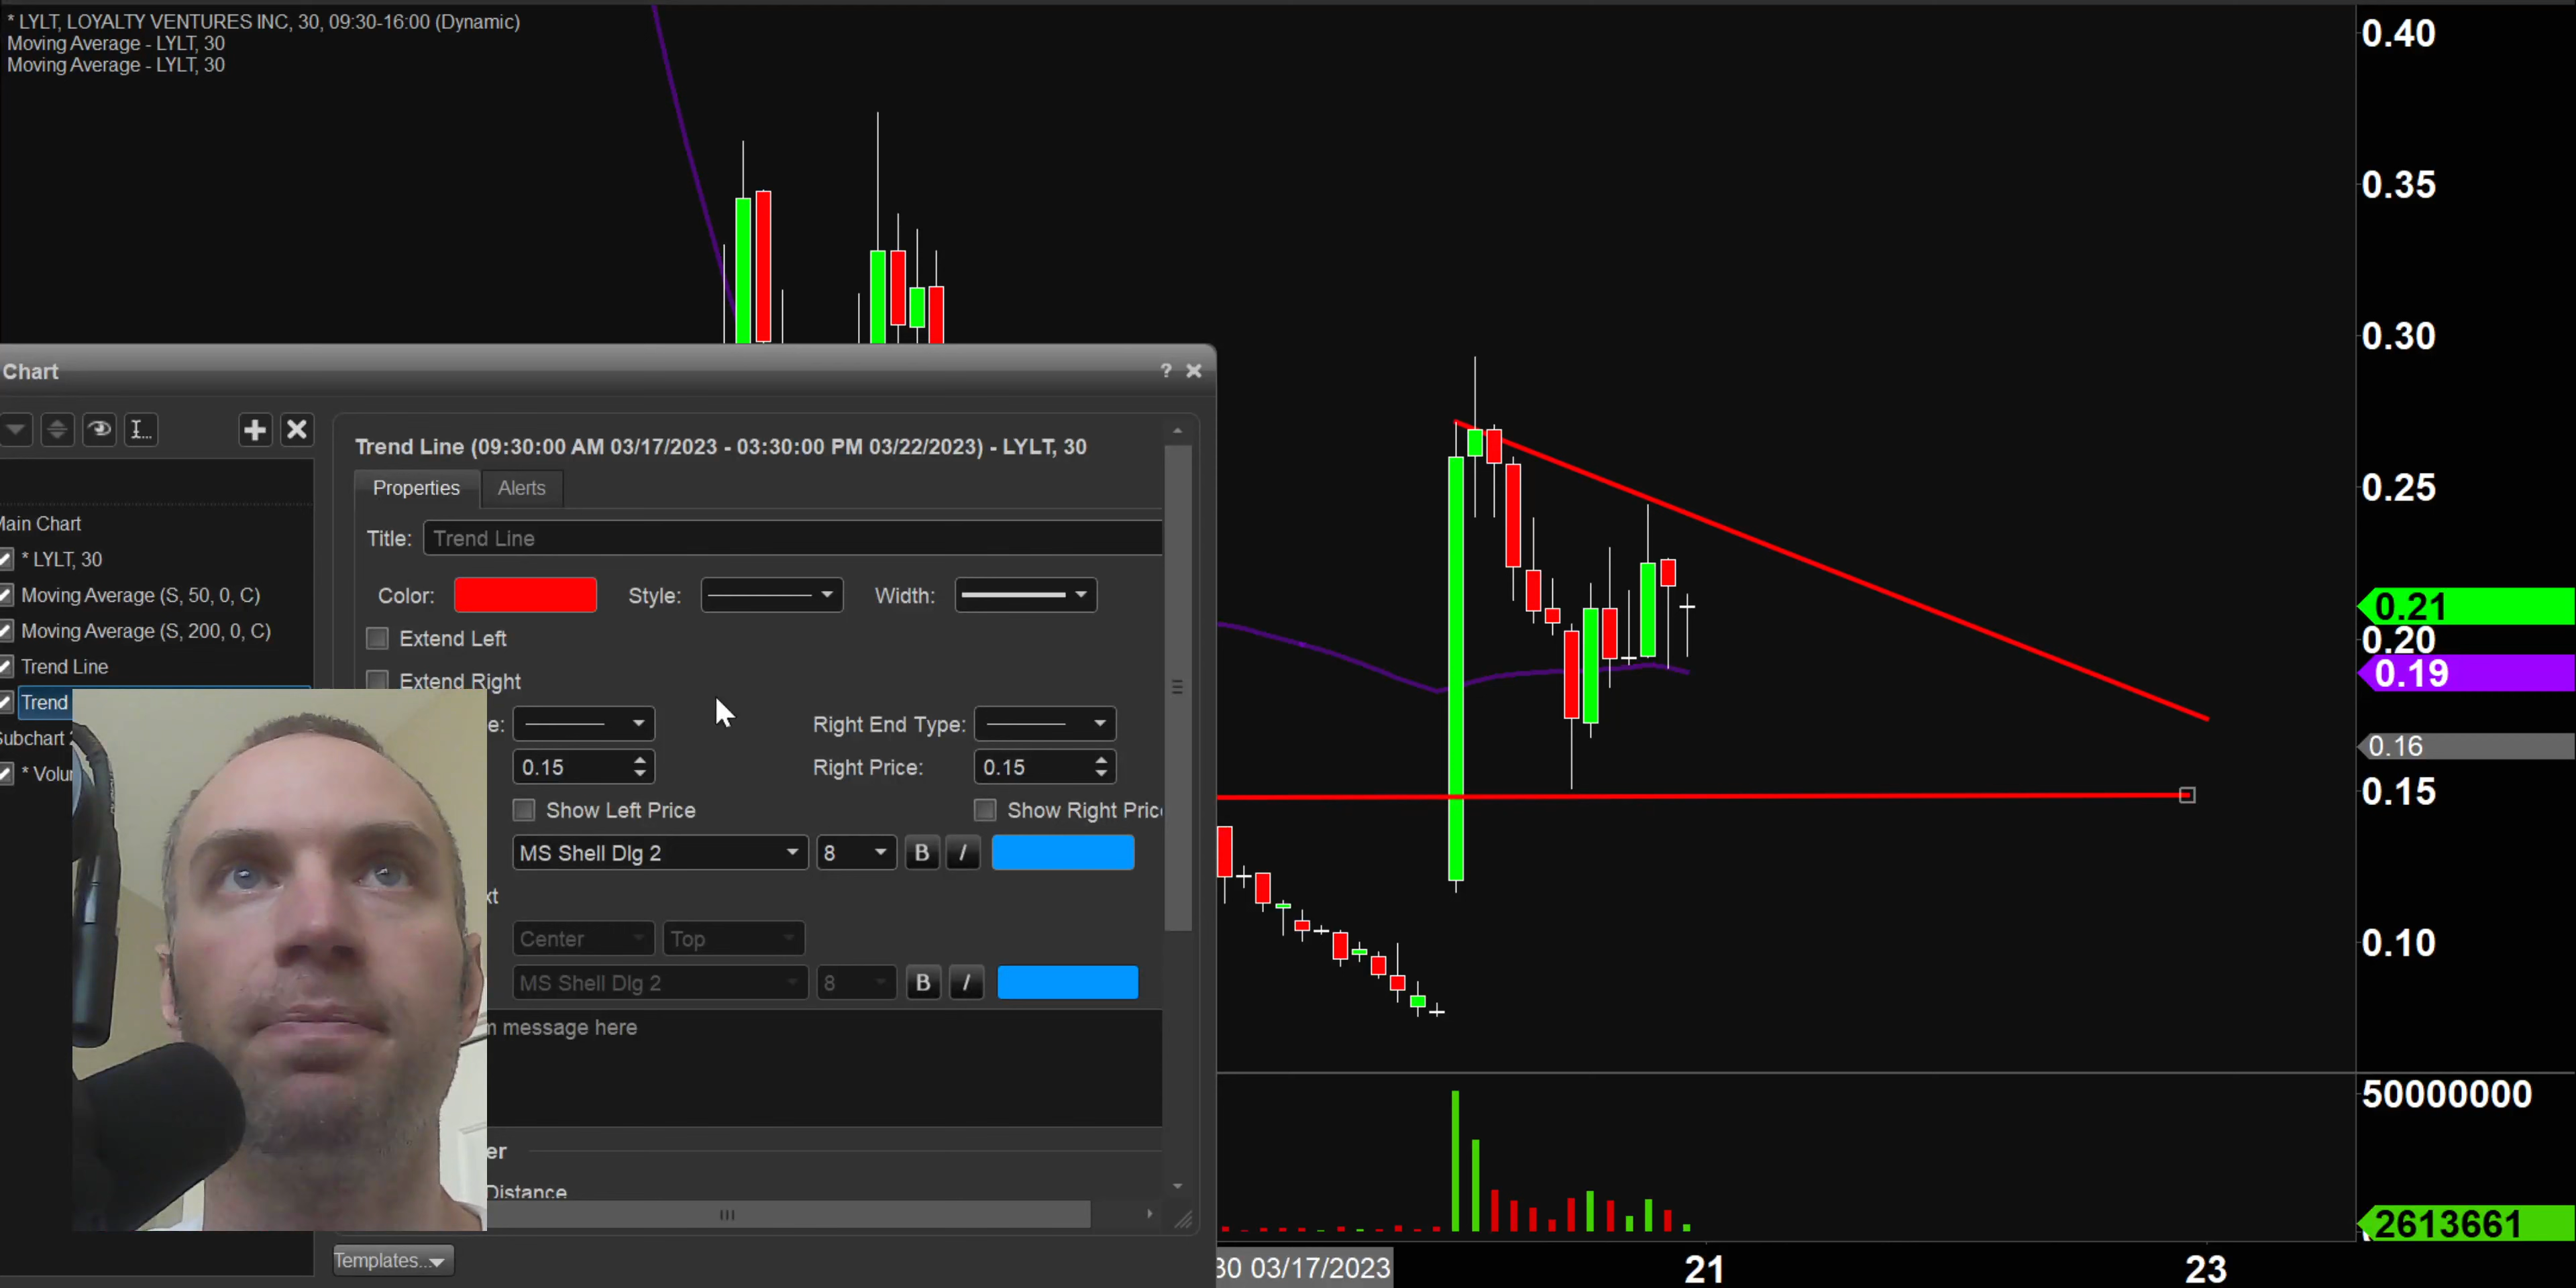 * LYLT, LOYALTY VENTURES INC, 30, 09:30-16:00 (Dynamic)
Moving Average - LYLT, 30
Moving Average - LYLT, 30
0.40
0.35
0.30
0.25
0.21
0.20
0.19
0.16
0.15
0.10
50000000
2613661
Chart
?
I...
Main Chart
* LYLT, 30
Moving Average (S, 50, 0, C)
Moving Average (S, 200, 0, C)
Trend Line
Trend
Subchart
* Volu
Trend Line (09:30:00 AM 03/17/2023 - 03:30:00 PM 03/22/2023) - LYLT, 30
Properties Alerts
Title: Trend Line
Color: Style: Width:
Extend Left
Extend Right
e: Right End Type:
0.15 Right Price: 0.15
Show Left Price Show Right Pric
MS Shell Dlg 2 8 B I
xt
Center Top
MS Shell Dlg 2 8 B I
m message here
er
Distance
Templates...
30 03/17/2023 21 23